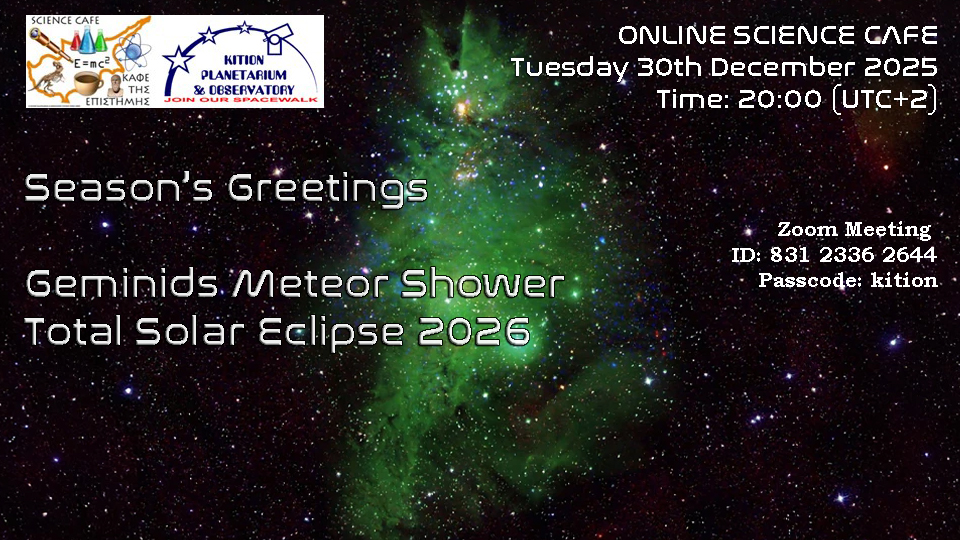 SCIENCE CAFE
E=mc²
ΚΑΦΕ
ΤΗΣ
ΕΠΙΣΤΗΜΗΣ
KITION
PLANETARIUM
& OBSERVATORY
JOIN OUR SPACEWALK
ONLINE SCIENCE CAFE
Tuesday 30th December 2025
Time: 20:00 (UTC+2)
Season's Greetings
Zoom Meeting
ID: 831 2336 2644
Passcode: kition
Geminids Meteor Shower
Total Solar Eclipse 2026